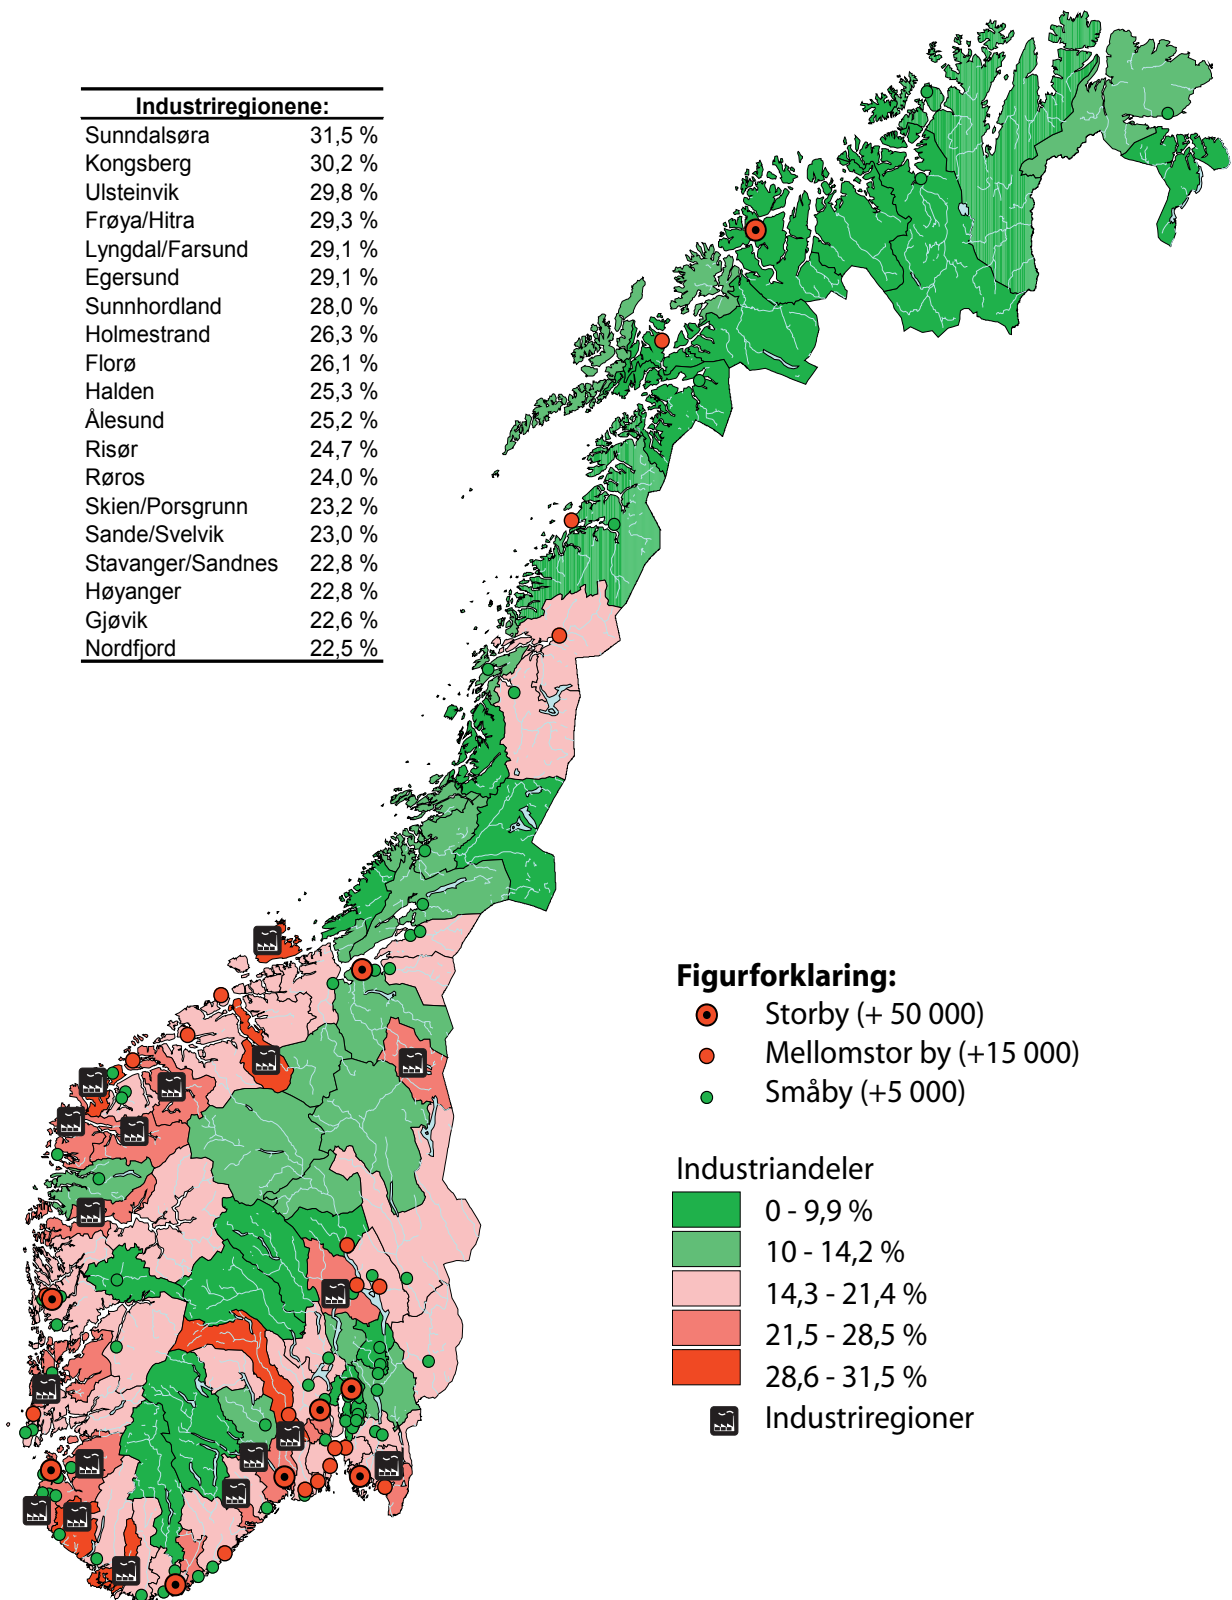 Industriregionene:
Sunndalsøra 31,5 %
Kongsberg 30,2 %
Ulsteinvik 29,8 %
Frøya/Hitra 29,3 %
Lyngdal/Farsund 29,1 %
Egersund 29,1 %
Sunnhordland 28,0 %
Holmestrand 26,3 %
Florø 26,1 %
Halden 25,3 %
Ålesund 25,2 %
Risør 24,7 %
Røros 24,0 %
Skien/Porsgrunn 23,2 %
Sande/Svelvik 23,0 %
Stavanger/Sandnes 22,8 %
Høyanger 22,8 %
Gjøvik 22,6 %
Nordfjord 22,5 %
Figurforklaring:
Storby (+ 50 000)
Mellomstor by (+15 000)
Småby (+5 000)
Industriandeler
0 - 9,9 %
10 - 14,2 %
14,3 - 21,4 %
21,5 - 28,5 %
28,6 - 31,5 %
Industriregioner